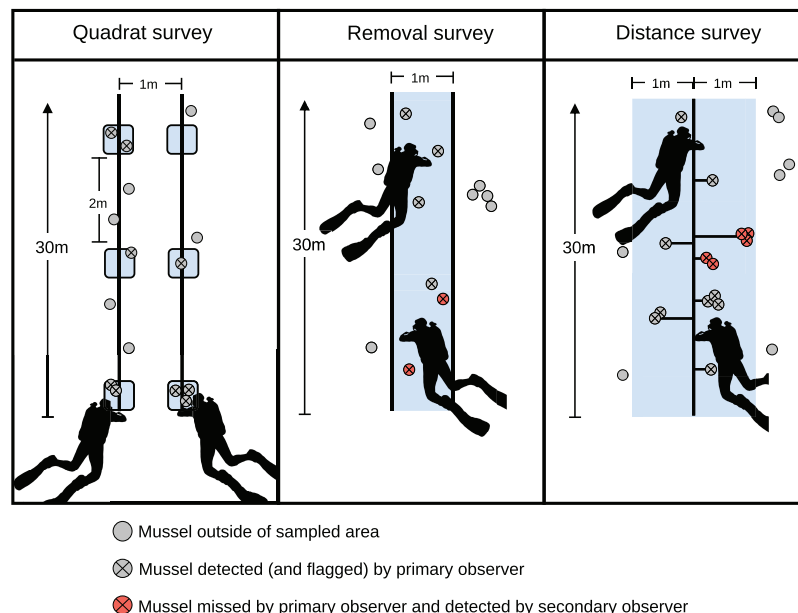 Quadrat survey
Removal survey
Distance survey
1m
1m
1m
1m
2m
30m
30m
30m
Mussel outside of sampled area
Mussel detected (and flagged) by primary observer
Mussel missed by primary observer and detected by secondary observer